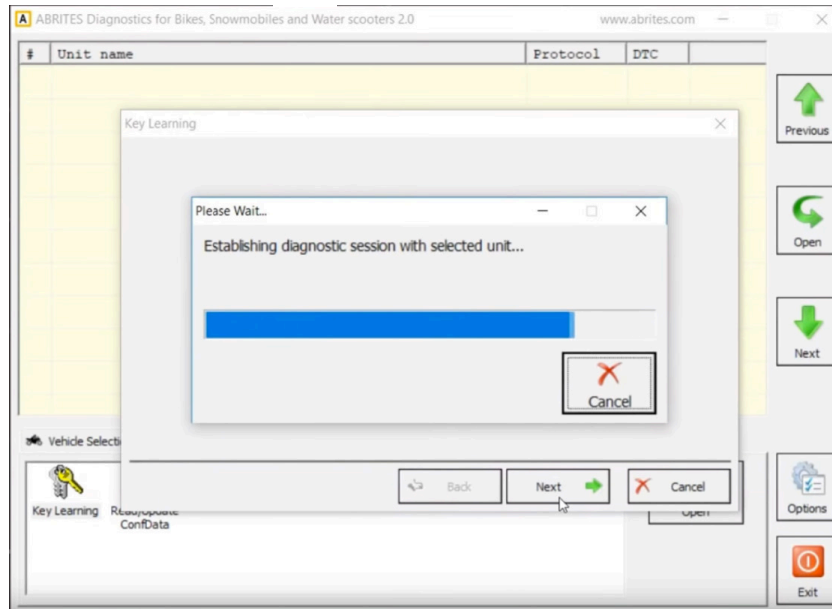 A ABRITES Diagnostics for Bikes, Snowmobiles and Water scooters 2.0 www.abrites.com
# Unit name Protocol DTC
Previous
Key Learning
Please Wait...
Establishing diagnostic session with selected unit...
Open
Next
Cancel
Vehicle Selecti
Back Next Cancel
Key Learning Read/Update
ConfData
Open
Options
Exit